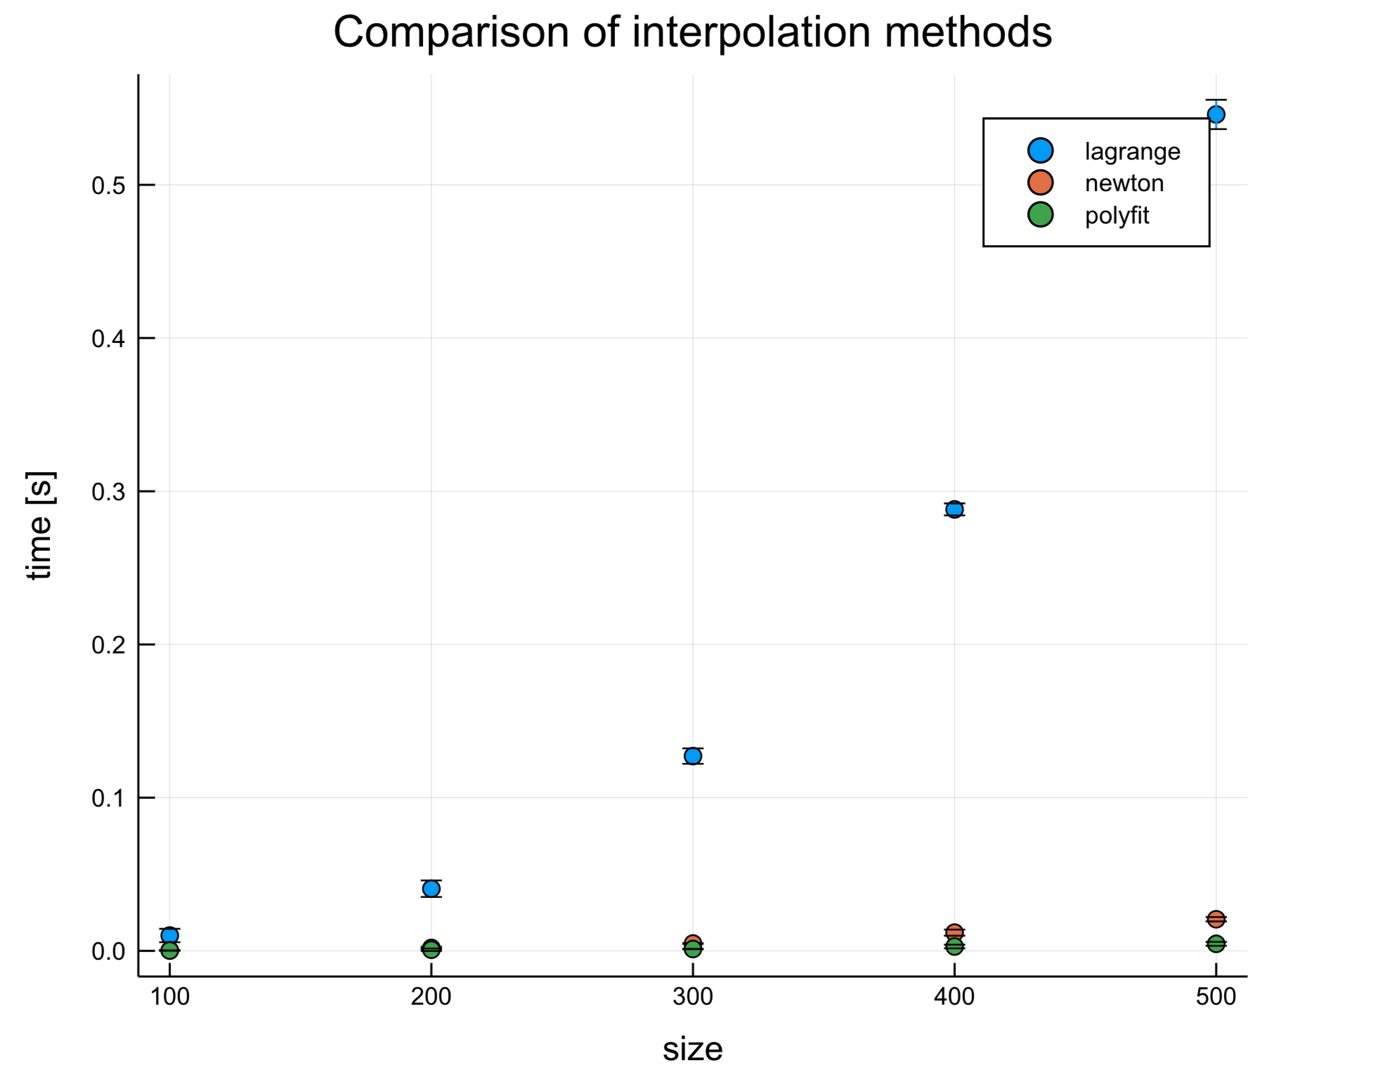 Comparison of interpolation methods
lagrange
newton
polyfit
0.5
0.4
0.3
0.2
0.1
0.0
time [s]
100 200 300 400 500
size